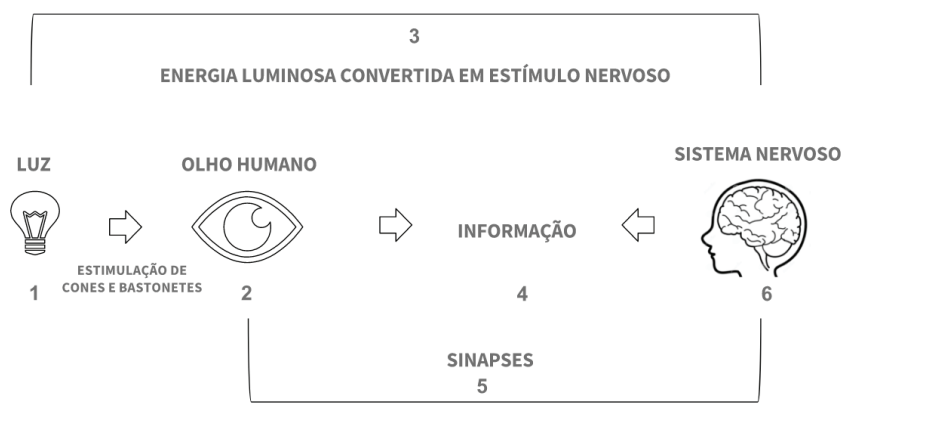 3
ENERGIA LUMINOSA CONVERTIDA EM ESTÍMULO NERVOSO
LUZ
OLHO HUMANO
SISTEMA NERVOSO
INFORMAÇÃO
ESTIMULAÇÃO DE
CONES E BASTONETES
1
2
4
6
SINAPSES
5